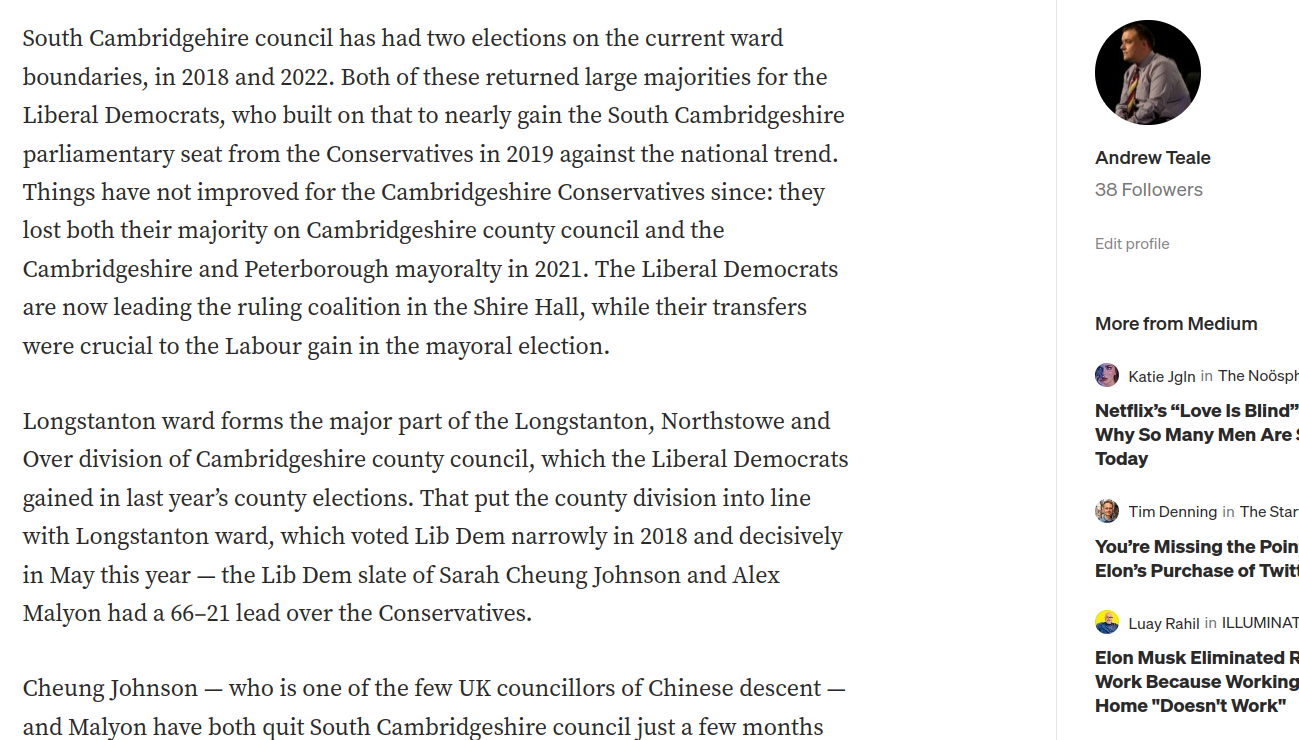 South Cambridgehire council has had two elections on the current ward
boundaries, in 2018 and 2022. Both of these returned large majorities for the
Liberal Democrats, who built on that to nearly gain the South Cambridgeshire
parliamentary seat from the Conservatives in 2019 against the national trend.
Things have not improved for the Cambridgeshire Conservatives since: they
lost both their majority on Cambridgeshire county council and the
Cambridgeshire and Peterborough mayoralty in 2021. The Liberal Democrats
are now leading the ruling coalition in the Shire Hall, while their transfers
were crucial to the Labour gain in the mayoral election.
Longstanton ward forms the major part of the Longstanton, Northstowe and
Over division of Cambridgeshire county council, which the Liberal Democrats
gained in last year’s county elections. That put the county division into line
with Longstanton ward, which voted Lib Dem narrowly in 2018 and decisively
in May this year — the Lib Dem slate of Sarah Cheung Johnson and Alex
Malyon had a 66–21 lead over the Conservatives.
Cheung Johnson — who is one of the few UK councillors of Chinese descent —
and Malyon have both quit South Cambridgeshire council just a few months
Andrew Teale
38 Followers
Edit profile
More from Medium
Katie Jgln in The Noösph
Netflix’s “Love Is Blind”
Why So Many Men Are S
Today
Tim Denning in The Star
You’re Missing the Poin
Elon’s Purchase of Twitt
Luay Rahil in ILLUMINAT
Elon Musk Eliminated R
Work Because Working
Home "Doesn't Work"